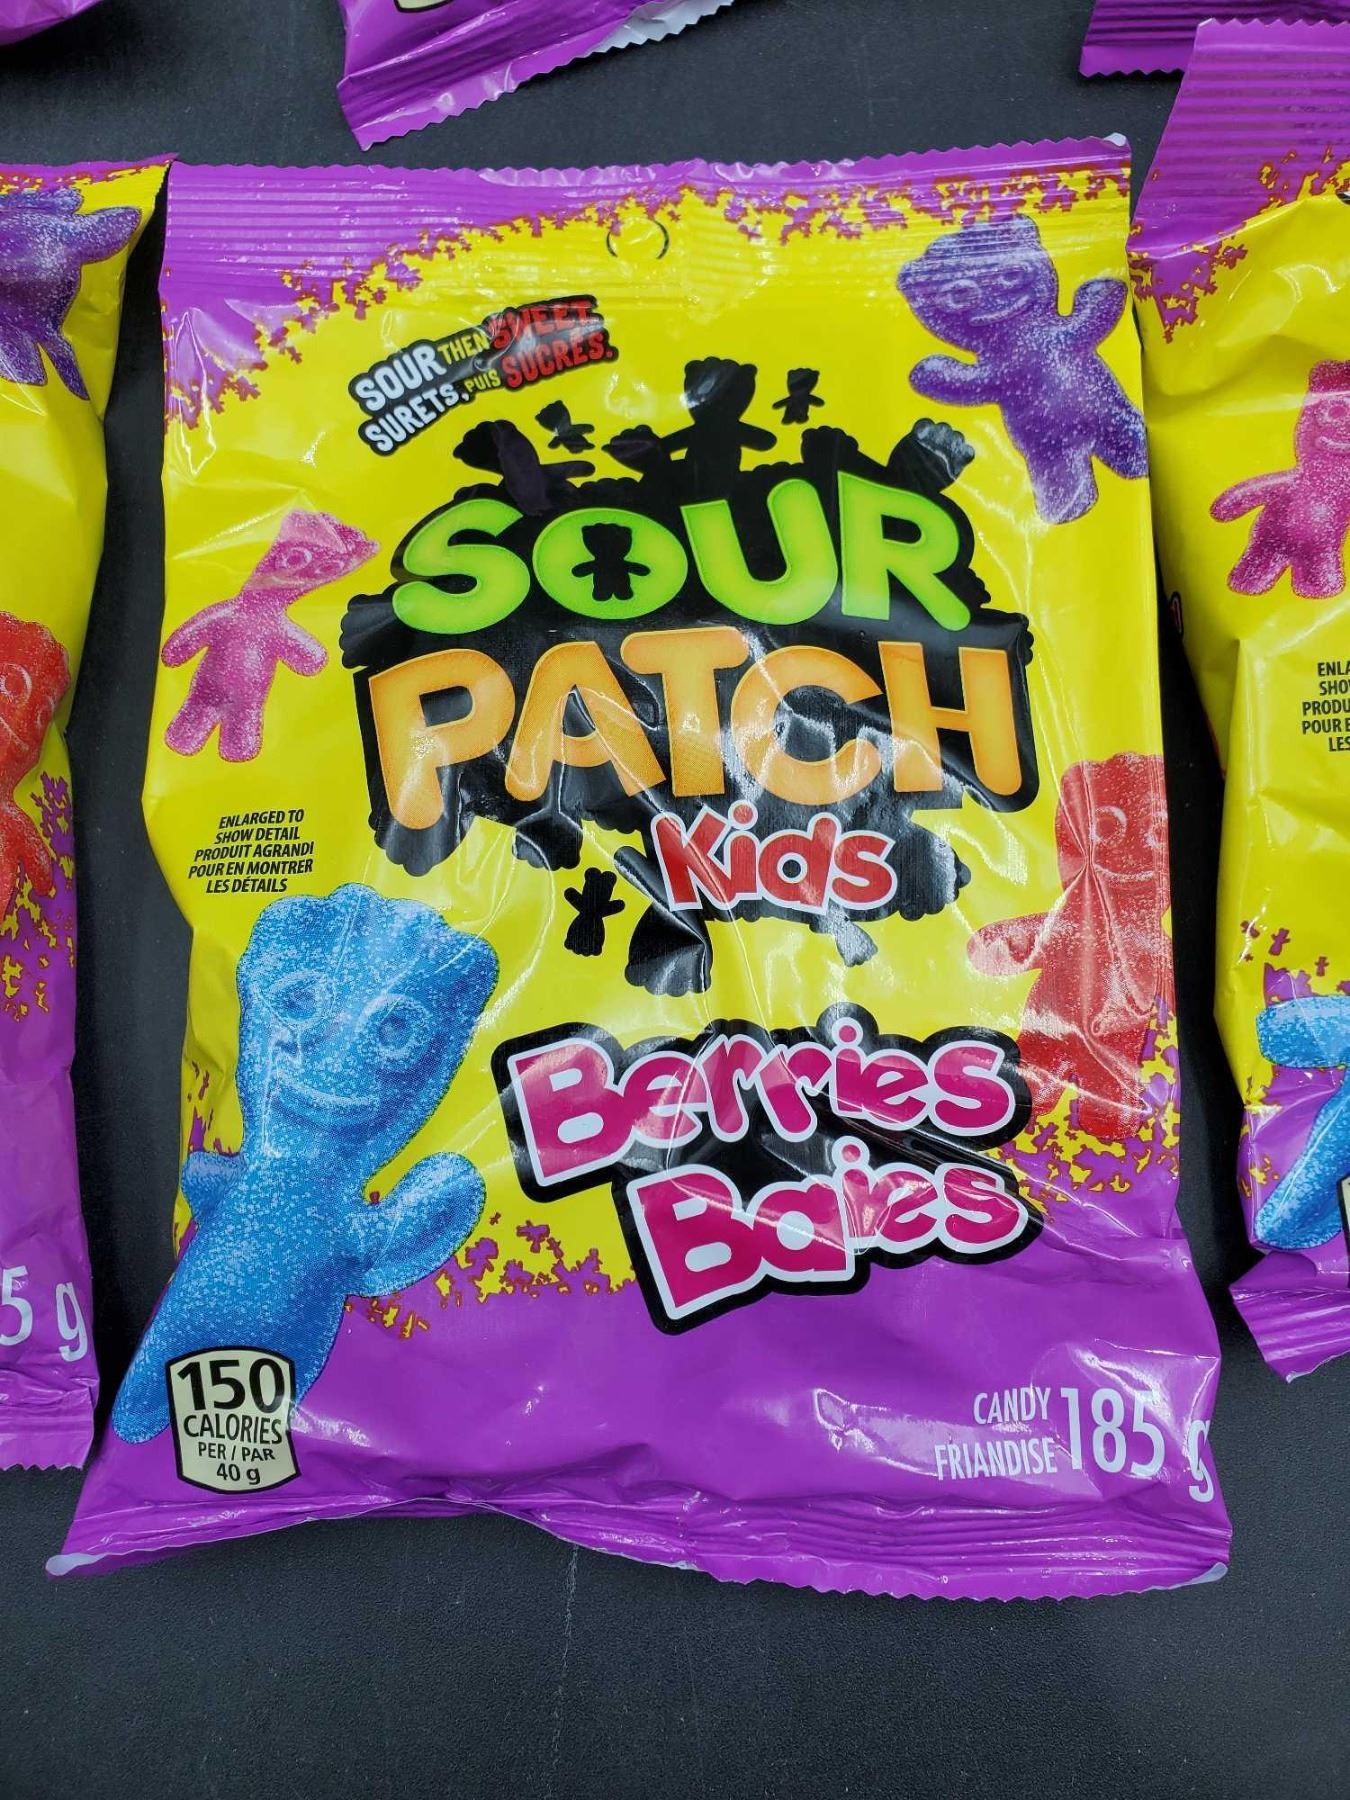 SOUR THEN SWEET
SURETS, PUIS SUCRÉS.
SOUR
PATCH
Kids
ENLARGED TO
SHOW DETAIL
PRODUIT AGRANDI
POUR EN MONTRER
LES DÉTAILS
Berries
Baies
150
CALORIES
PER / PAR
40 g
CANDY
FRIANDISE
185 g
5 g